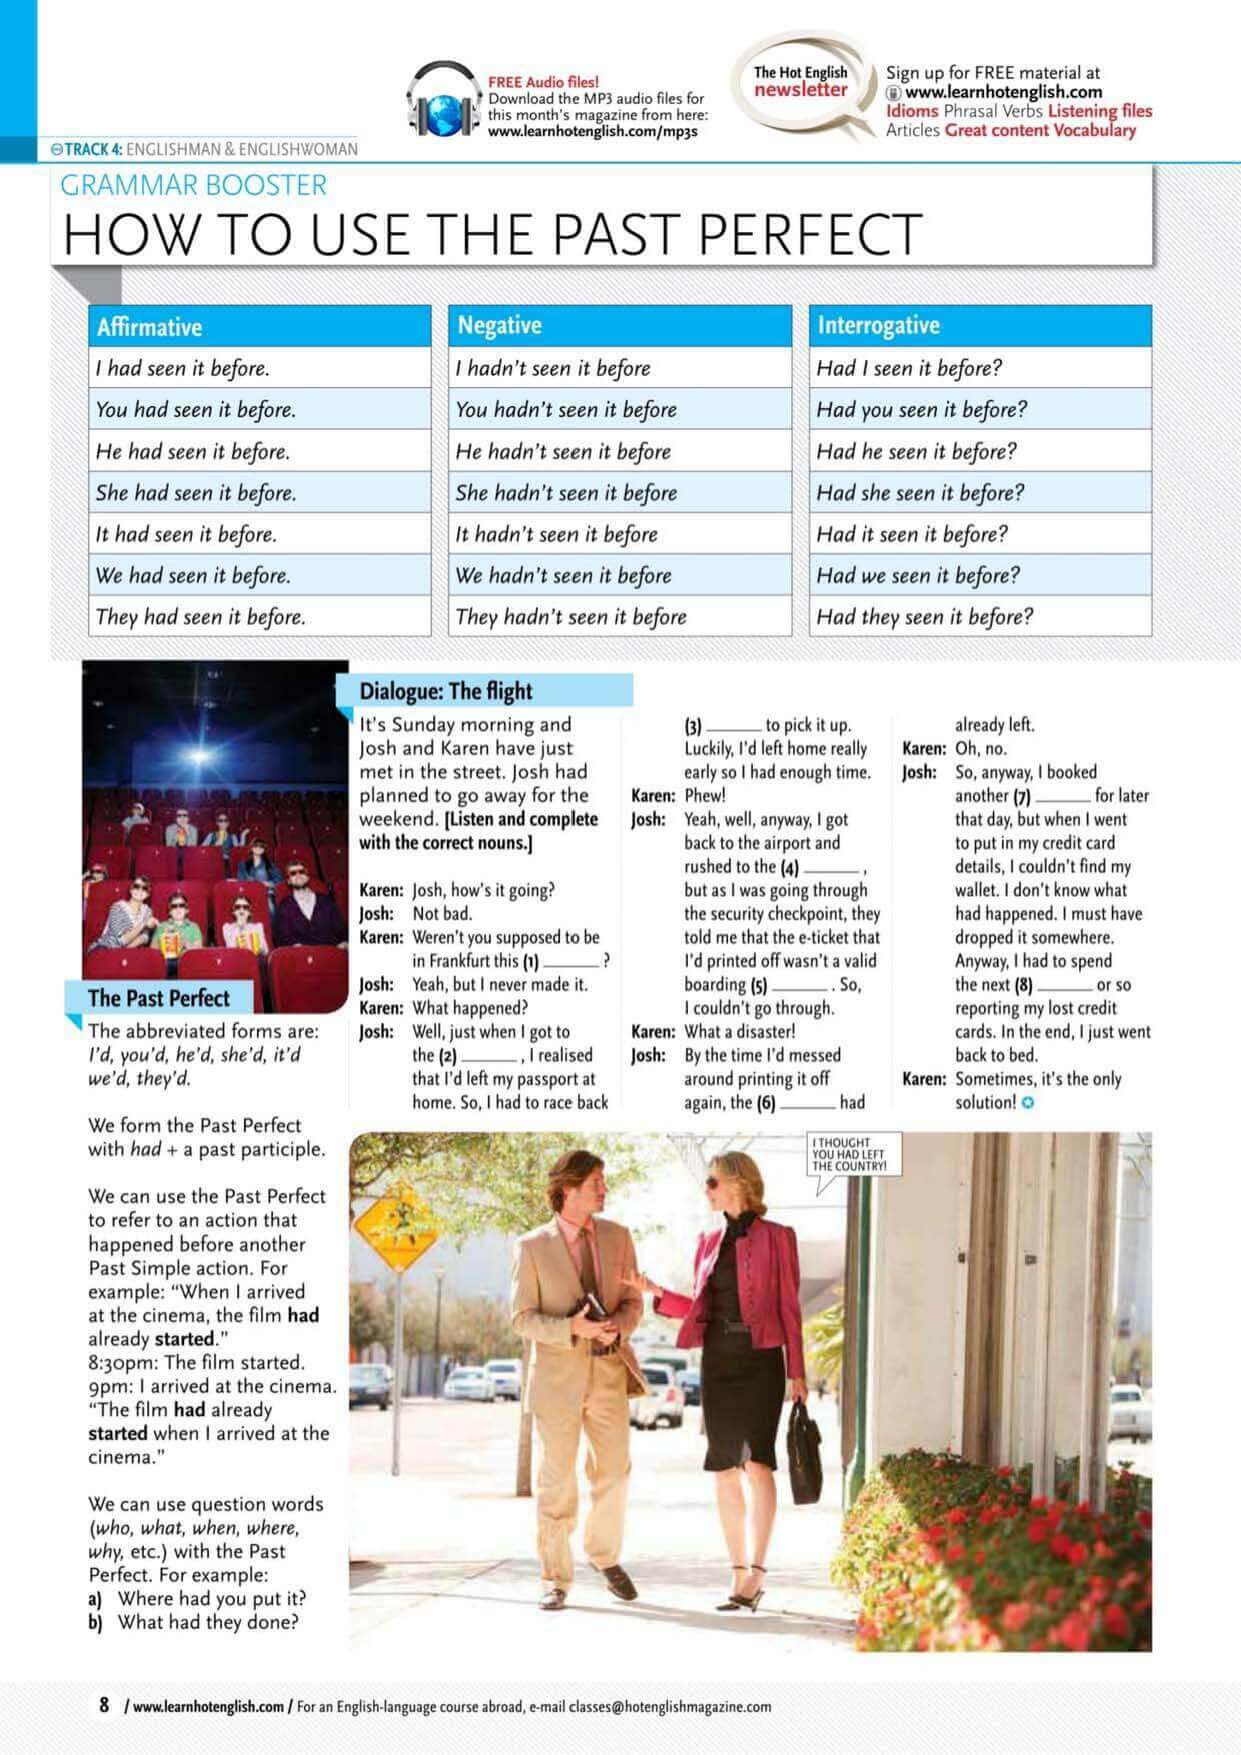 FREE Audio files!
Download the MP3 audio files for
this month's magazine from here:
www.learnhotenglish.com/mp3s
The Hot English
newsletter
Sign up for FREE material at
www.learnhotenglish.com
Idioms Phrasal Verbs Listening files
Articles Great content Vocabulary
TRACK 4: ENGLISHMAN & ENGLISHWOMAN
GRAMMAR BOOSTER
HOW TO USE THE PAST PERFECT
Affirmative
I had seen it before.
You had seen it before.
He had seen it before.
She had seen it before.
It had seen it before.
We had seen it before.
They had seen it before.
Negative
I hadn't seen it before
You hadn't seen it before
He hadn't seen it before
She hadn't seen it before
It hadn't seen it before
We hadn't seen it before
They hadn't seen it before
Interrogative
Had I seen it before?
Had you seen it before?
Had he seen it before?
Had she seen it before?
Had it seen it before?
Had we seen it before?
Had they seen it before?
The Past Perfect
The abbreviated forms are:
I'd, you'd, he'd, she'd, it'd
we'd, they'd.
We form the Past Perfect
with had + a past participle.
We can use the Past Perfect
to refer to an action that
happened before another
Past Simple action. For
example: "When I arrived
at the cinema, the film had
already started."
8:30pm: The film started.
9pm: I arrived at the cinema.
"The film had already
started when I arrived at the
cinema."
We can use question words
(who, what, when, where,
why, etc.) with the Past
Perfect. For example:
a) Where had you put it?
b) What had they done?
Dialogue: The flight
It's Sunday morning and
Josh and Karen have just
met in the street. Josh had
planned to go away for the
weekend. [Listen and complete
with the correct nouns.]
Karen: Josh, how's it going?
Josh: Not bad.
Karen: Weren't you supposed to be
in Frankfurt this (1) ______ ?
Josh: Yeah, but I never made it.
Karen: What happened?
Josh: Well, just when I got to
the (2) ______ , I realised
that I'd left my passport at
home. So, I had to race back
(3) ______ to pick it up.
Luckily, I'd left home really
early so I had enough time.
Karen: Phew!
Josh: Yeah, well, anyway, I got
back to the airport and
rushed to the (4) ______ ,
but as I was going through
the security checkpoint, they
told me that the e-ticket that
I'd printed off wasn't a valid
boarding (5) ______ . So,
I couldn't go through.
Karen: What a disaster!
Josh: By the time I'd messed
around printing it off
again, the (6) ______ had
already left.
Karen: Oh, no.
Josh: So, anyway, I booked
another (7) ______ for later
that day, but when I went
to put in my credit card
details, I couldn't find my
wallet. I don't know what
had happened. I must have
dropped it somewhere.
Anyway, I had to spend
the next (8) ______ or so
reporting my lost credit
cards. In the end, I just went
back to bed.
Karen: Sometimes, it's the only
solution!
I THOUGHT
YOU HAD LEFT
THE COUNTRY!
8 / www.learnhotenglish.com / For an English-language course abroad, e-mail classes@hotenglishmagazine.com